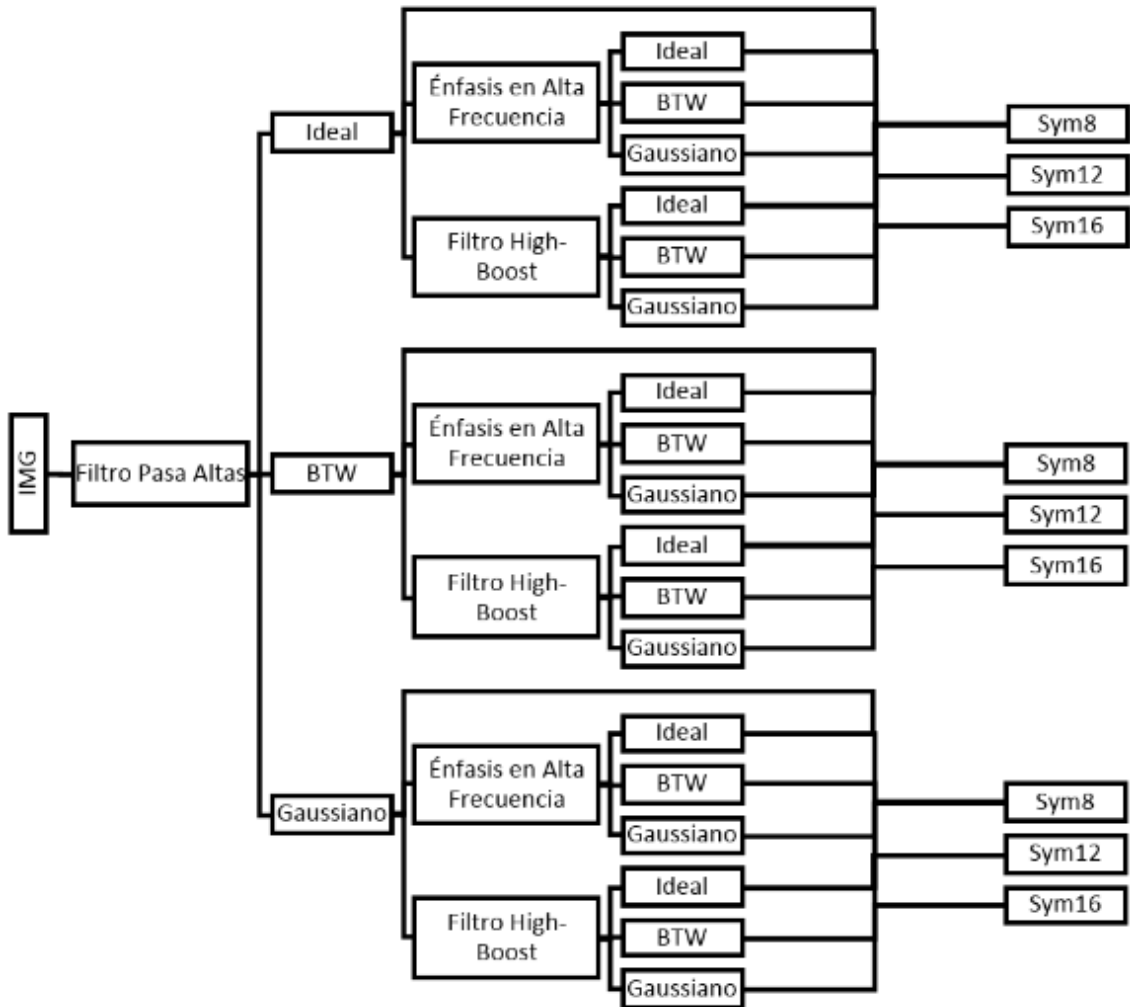 IMG
Filtro Pasa Altas
Ideal
Énfasis en Alta
Frecuencia
Ideal
BTW
Gaussiano
Filtro High-
Boost
Ideal
BTW
Gaussiano
Sym8
Sym12
Sym16
BTW
Énfasis en Alta
Frecuencia
Ideal
BTW
Gaussiano
Filtro High-
Boost
Ideal
BTW
Gaussiano
Sym8
Sym12
Sym16
Gaussiano
Énfasis en Alta
Frecuencia
Ideal
BTW
Gaussiano
Filtro High-
Boost
Ideal
BTW
Gaussiano
Sym8
Sym12
Sym16